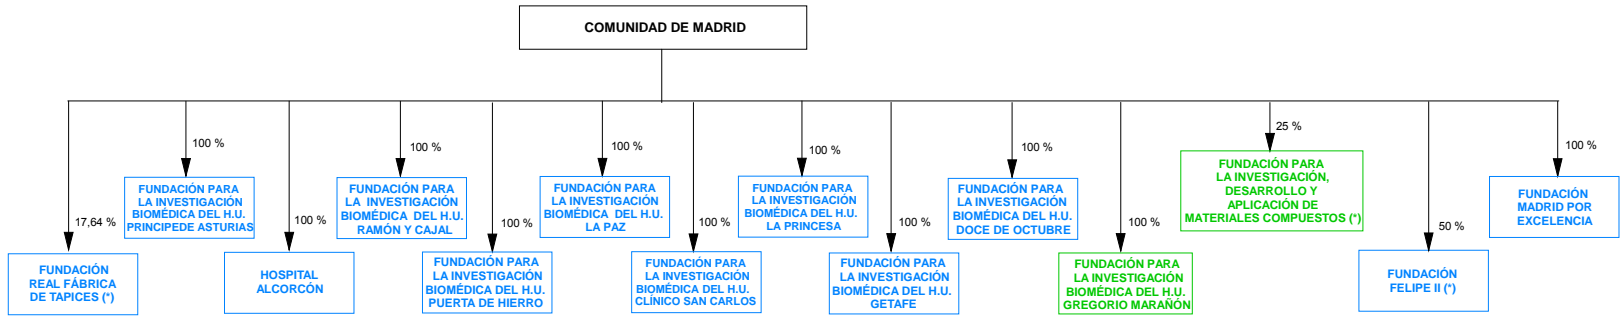 COMUNIDAD DE MADRID
17,64 %
FUNDACIÓN
REAL FÁBRICA
DE TAPICES (*)
100 %
FUNDACIÓN PARA
LA INVESTIGACIÓN
BIOMÉDICA DEL H.U.
PRINCIPEDE ASTURIAS
100 %
HOSPITAL
ALCORCÓN
100 %
FUNDACIÓN PARA
LA INVESTIGACIÓN
BIOMÉDICA DEL H.U.
RAMÓN Y CAJAL
100 %
FUNDACIÓN PARA
LA INVESTIGACIÓN
BIOMÉDICA DEL H.U.
PUERTA DE HIERRO
100 %
FUNDACIÓN PARA
LA INVESTIGACIÓN
BIOMÉDICA DEL H.U.
LA PAZ
100 %
FUNDACIÓN PARA
LA INVESTIGACIÓN
BIOMÉDICA DEL H.U.
CLÍNICO SAN CARLOS
100 %
FUNDACIÓN PARA
LA INVESTIGACIÓN
BIOMÉDICA DEL H.U.
LA PRINCESA
100 %
FUNDACIÓN PARA
LA INVESTIGACIÓN
BIOMÉDICA DEL H.U.
GETAFE
100 %
FUNDACIÓN PARA
LA INVESTIGACIÓN
BIOMÉDICA DEL H.U.
DOCE DE OCTUBRE
100 %
FUNDACIÓN PARA
LA INVESTIGACIÓN
BIOMÉDICA DEL H.U.
GREGORIO MARAÑÓN
25 %
FUNDACIÓN PARA
LA INVESTIGACIÓN,
DESARROLLO Y
APLICACIÓN DE
MATERIALES COMPUESTOS (*)
50 %
FUNDACIÓN
FELIPE II (*)
100 %
FUNDACIÓN
MADRID POR
EXCELENCIA